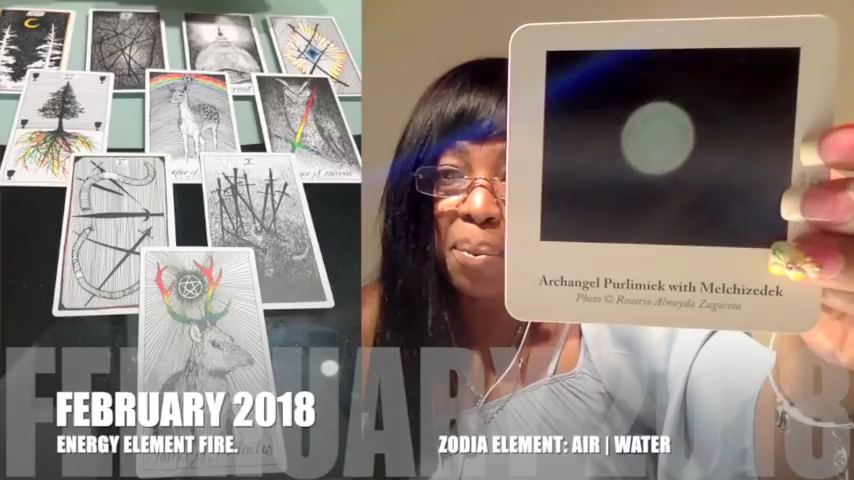 X
Archangel Purlimiek with Melchizedek
Photo © Rosario Almeyda Zagaceta
FEBRUARY 2018
FEBRUARY 2018
ENERGY ELEMENT FIRE.
ZODIA ELEMENT: AIR | WATER